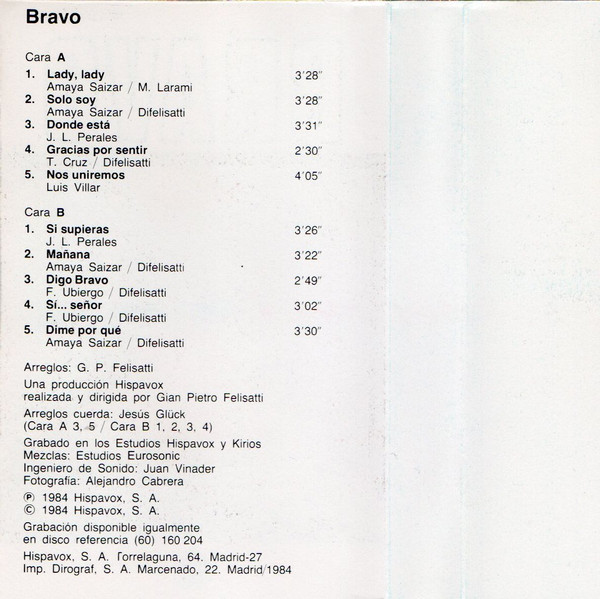 Bravo
Cara A
1. Lady, lady 3'28"
Amaya Saizar / M. Larami
2. Solo soy 3'28"
Amaya Saizar / Difelisatti
3. Donde está 3'31"
J. L. Perales
4. Gracias por sentir 2'30"
T. Cruz / Difelisatti
5. Nos uniremos 4'05"
Luis Villar
Cara B
1. Si supieras 3'26"
J. L. Perales
2. Mañana 3'22"
Amaya Saizar / Difelisatti
3. Digo Bravo 2'49"
F. Ubiergo / Difelisatti
4. Sí... señor 3'02"
F. Ubiergo / Difelisatti
5. Dime por qué 3'30"
Amaya Saizar / Difelisatti
Arreglos: G. P. Felisatti
Una producción Hispavox
realizada y dirigida por Gian Pietro Felisatti
Arreglos cuerda: Jesús Glück
(Cara A 3, 5 / Cara B 1, 2, 3, 4)
Grabado en los Estudios Hispavox y Kirios
Mezclas: Estudios Eurosonic
Ingeniero de Sonido: Juan Vinader
Fotografía: Alejandro Cabrera
℗ 1984 Hispavox, S. A.
© 1984 Hispavox, S. A.
Grabación disponible igualmente
en disco referencia (60) 160 204
Hispavox, S. A. Torrelaguna, 64. Madrid-27
Imp. Dirograf, S. A. Marcenado, 22. Madrid/1984